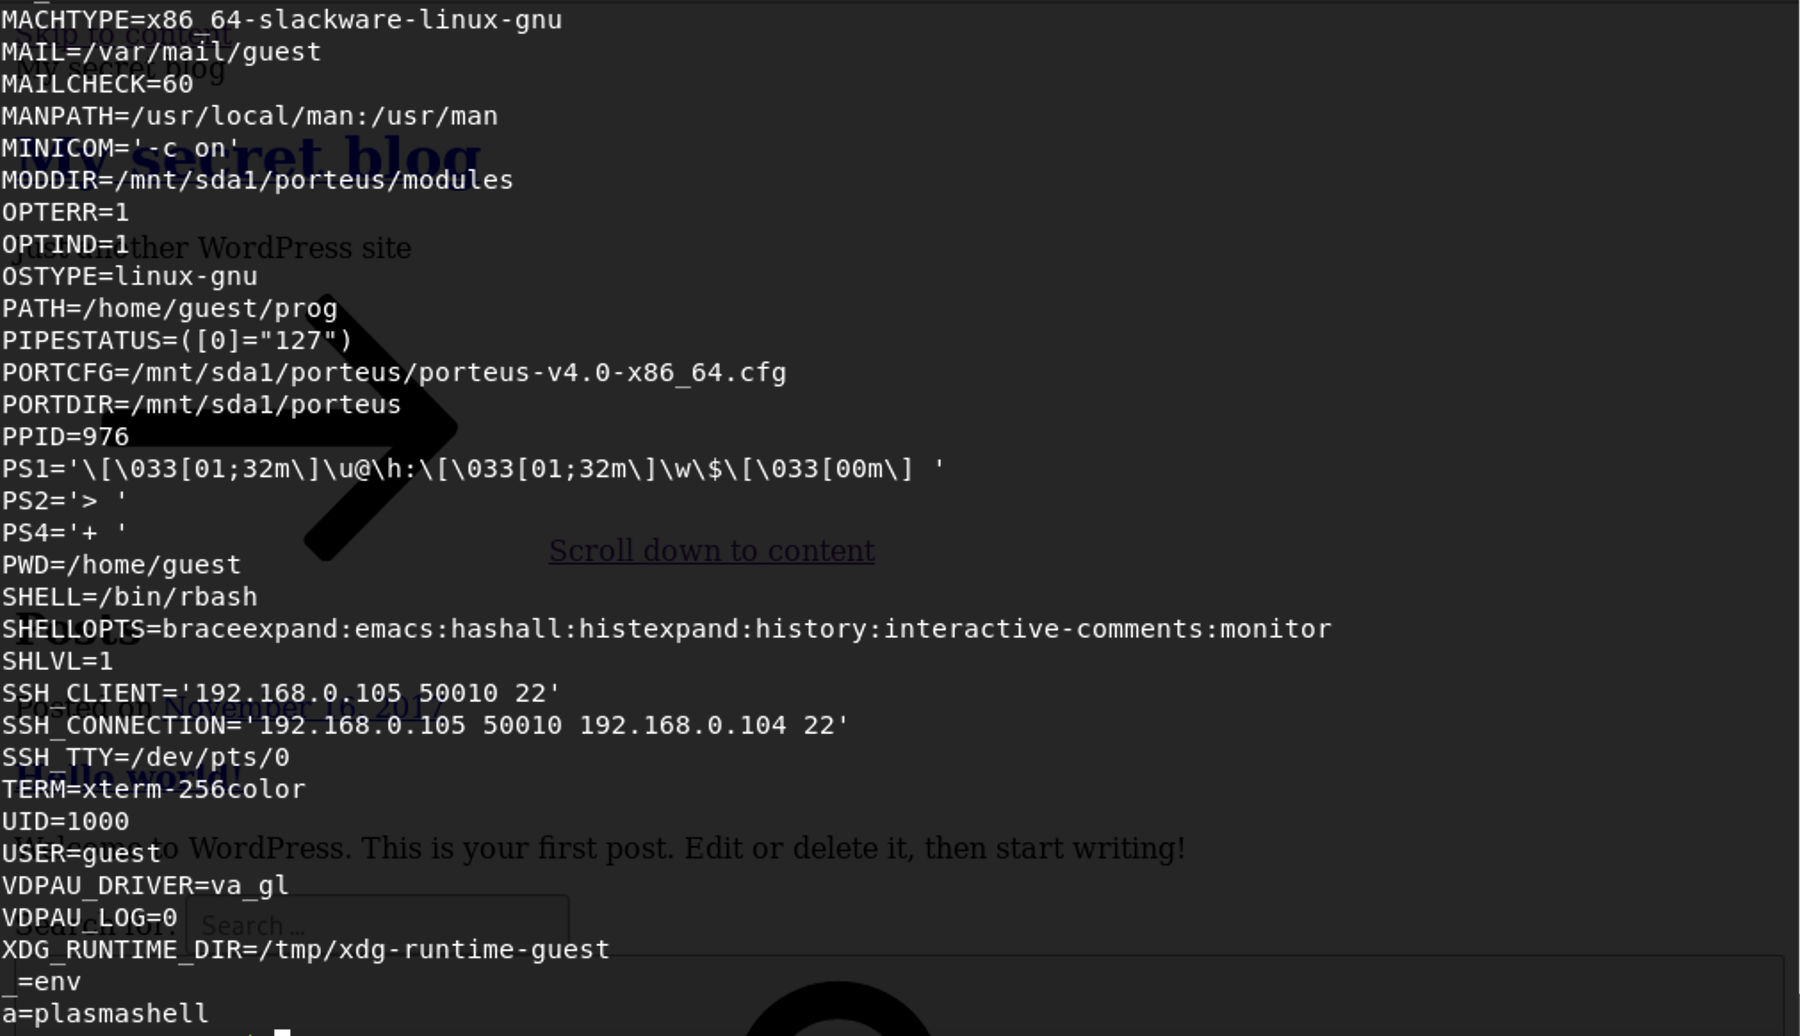 MACHTYPE=x86_64-slackware-linux-gnu
Skip to content
MAIL=/var/mail/guest
My secret blog
MAILCHECK=60
MANPATH=/usr/local/man:/usr/man
MINICOM='-c on'
My secret blog
MODDIR=/mnt/sda1/porteus/modules
OPTERR=1
OPTIND=1
Just another WordPress site
OSTYPE=linux-gnu
PATH=/home/guest/prog
PIPESTATUS=([0]="127")
PORTCFG=/mnt/sda1/porteus/porteus-v4.0-x86_64.cfg
PORTDIR=/mnt/sda1/porteus
PPID=976
PS1='\[\033[01;32m\]\u@\h:\[\033[01;32m\]\w\$\[\033[00m\] '
PS2='> '
PS4='+ '
Scroll down to content
PWD=/home/guest
SHELL=/bin/rbash
Posts
SHELLOPTS=braceexpand:emacs:hashall:histexpand:history:interactive-comments:monitor
SHLVL=1
SSH_CLIENT='192.168.0.105 50010 22'
Posted on November 16, 2017
SSH_CONNECTION='192.168.0.105 50010 192.168.0.104 22'
SSH_TTY=/dev/pts/0
Hello world!
TERM=xterm-256color
UID=1000
Welcome to WordPress. This is your first post. Edit or delete it, then start writing!
USER=guest
VDPAU_DRIVER=va_gl
VDPAU_LOG=0
Search for: Search ...
XDG_RUNTIME_DIR=/tmp/xdg-runtime-guest
_=env
a=plasmashell